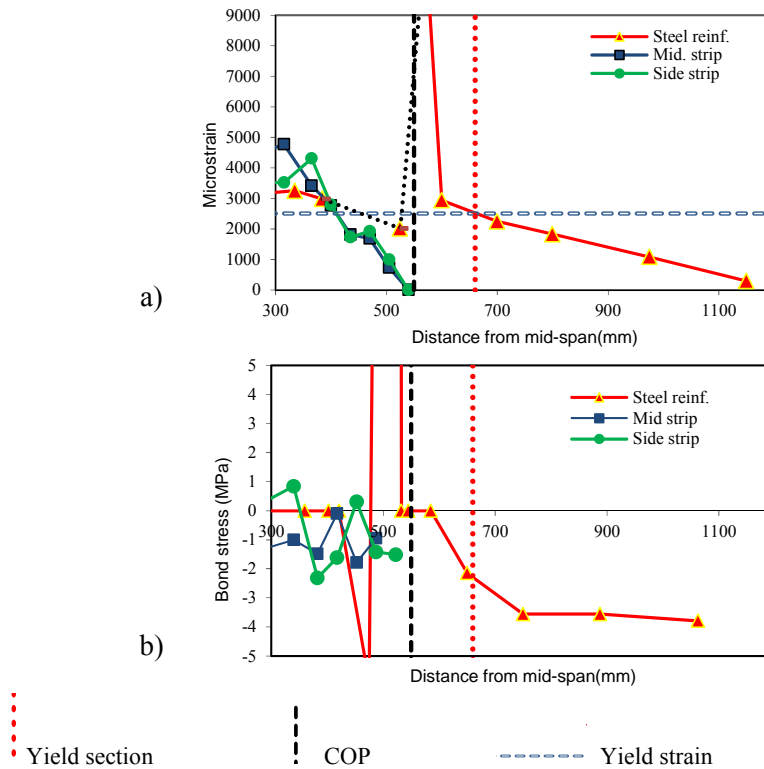 9000
8000
7000
6000
5000
4000
3000
2000
1000
0
Microstrain
Steel reinf.
Mid. strip
Side strip
300 500 700 900 1100
Distance from mid-span(mm)
a)
5
4
3
2
1
0
-1
-2
-3
-4
-5
Bond stress (MPa)
Steel reinf.
Mid strip
Side strip
300 500 700 900 1100
Distance from mid-span(mm)
b)
Yield section COP Yield strain